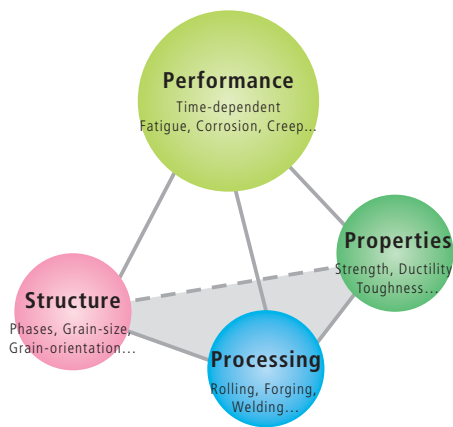 Performance
Time-dependent
Fatigue, Corrosion, Creep...
Properties
Strength, Ductility
Toughness...
Structure
Phases, Grain-size,
Grain-orientation...
Processing
Rolling, Forging,
Welding...